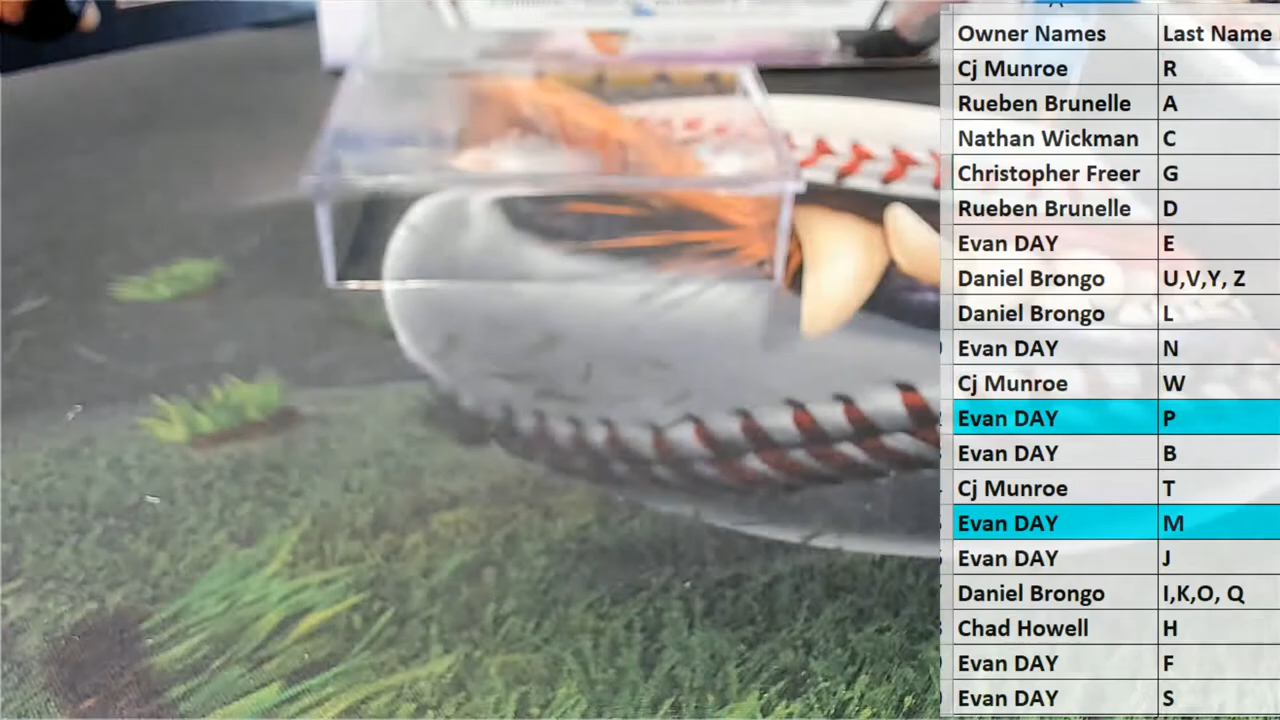 Owner Names Last Name
Cj Munroe R
Rueben Brunelle A
Nathan Wickman C
Christopher Freer G
Rueben Brunelle D
Evan DAY E
Daniel Brongo U,V,Y, Z
Daniel Brongo L
Evan DAY N
Cj Munroe W
Evan DAY P
Evan DAY B
Cj Munroe T
Evan DAY M
Evan DAY J
Daniel Brongo I,K,O, Q
Chad Howell H
Evan DAY F
Evan DAY S